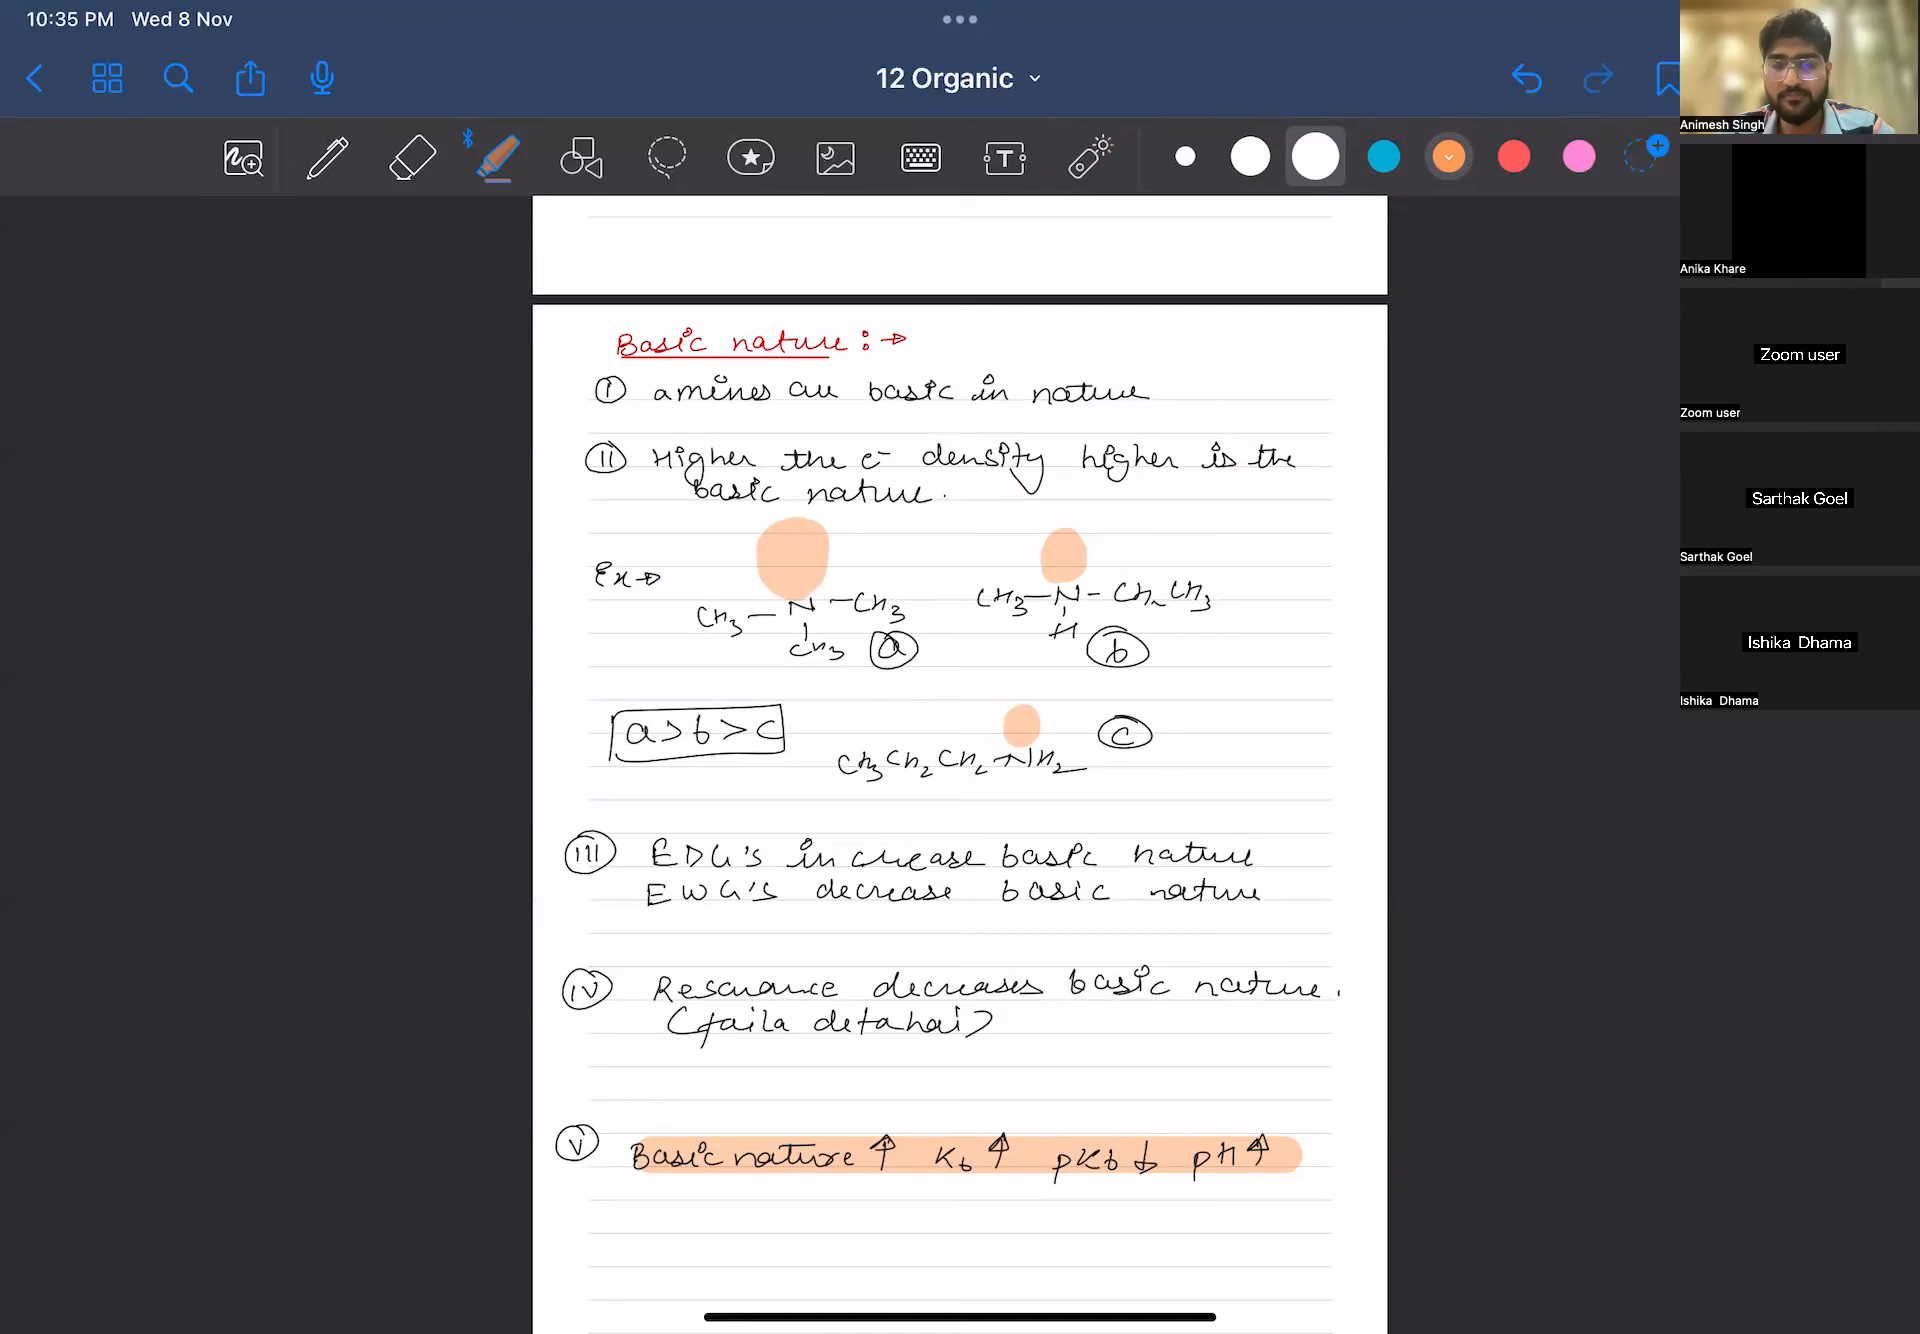 10:35 PM Wed 8 Nov
12 Organic
Animesh Singh
Anika Khare
Zoom user
Zoom user
Sarthak Goel
Sarthak Goel
Ishika Dhama
Ishika Dhama
T
Basic nature :→
I amines are basic in nature
II Higher the e⁻ density higher is the
basic nature.
Ex→
CH₃—N—CH₃
CH₃ a
CH₃—N—CH₂CH₃
H b
a>b>c
CH₃CH₂CH₂—NH₂ c
III EDG's increase basic nature
EWG's decrease basic nature
IV Resonance decreases basic nature.
(faila detahai)
V Basic nature ↑ Kb ↑ pKb ↓ pH ↑